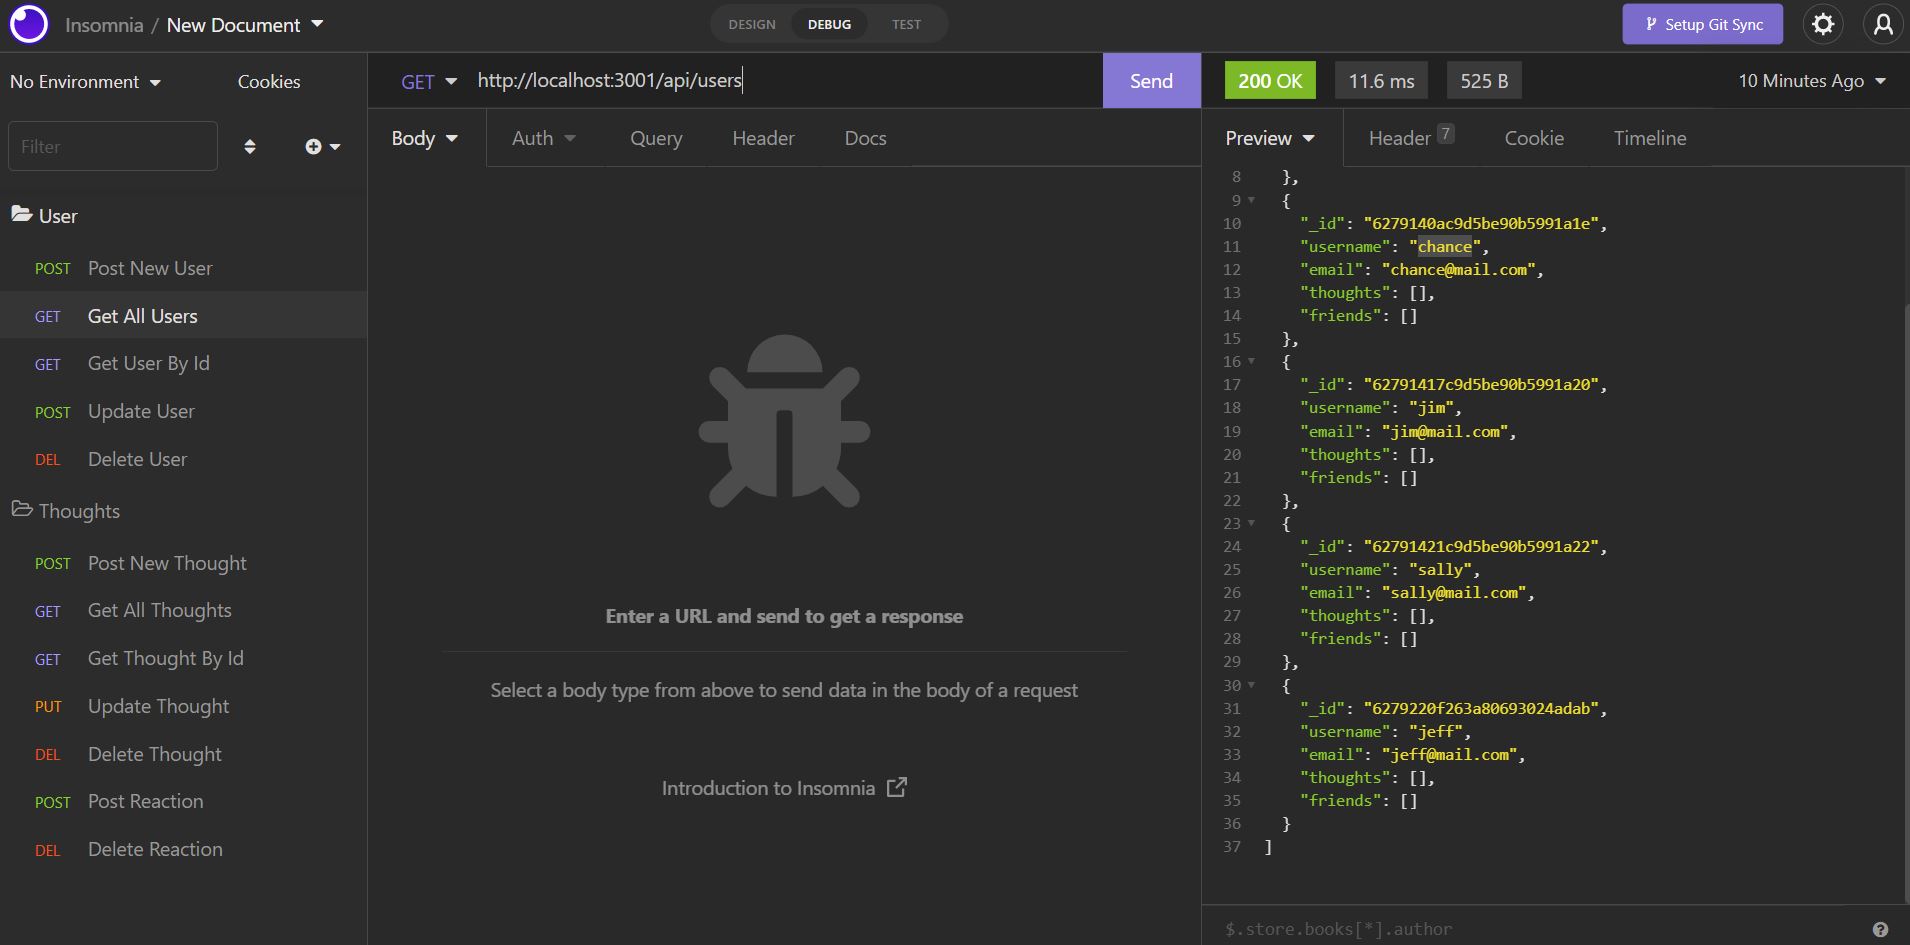 Insomnia / New Document
DESIGN DEBUG TEST
Setup Git Sync
No Environment
Cookies
GET http://localhost:3001/api/users
Send
200 OK 11.6 ms 525 B
10 Minutes Ago
Filter
Body Auth Query Header Docs
Preview Header 7 Cookie Timeline
User
POST Post New User
GET Get All Users
GET Get User By Id
POST Update User
DEL Delete User
Thoughts
POST Post New Thought
GET Get All Thoughts
GET Get Thought By Id
PUT Update Thought
DEL Delete Thought
POST Post Reaction
DEL Delete Reaction
Enter a URL and send to get a response
Select a body type from above to send data in the body of a request
Introduction to Insomnia
8 },
9 {
10 "_id": "6279140ac9d5be90b5991a1e",
11 "username": "chance",
12 "email": "chance@mail.com",
13 "thoughts": [],
14 "friends": []
15 },
16 {
17 "_id": "62791417c9d5be90b5991a20",
18 "username": "jim",
19 "email": "jim@mail.com",
20 "thoughts": [],
21 "friends": []
22 },
23 {
24 "_id": "62791421c9d5be90b5991a22",
25 "username": "sally",
26 "email": "sally@mail.com",
27 "thoughts": [],
28 "friends": []
29 },
30 {
31 "_id": "6279220f263a80693024adab",
32 "username": "jeff",
33 "email": "jeff@mail.com",
34 "thoughts": [],
35 "friends": []
36 }
37 ]
$.store.books[*].author